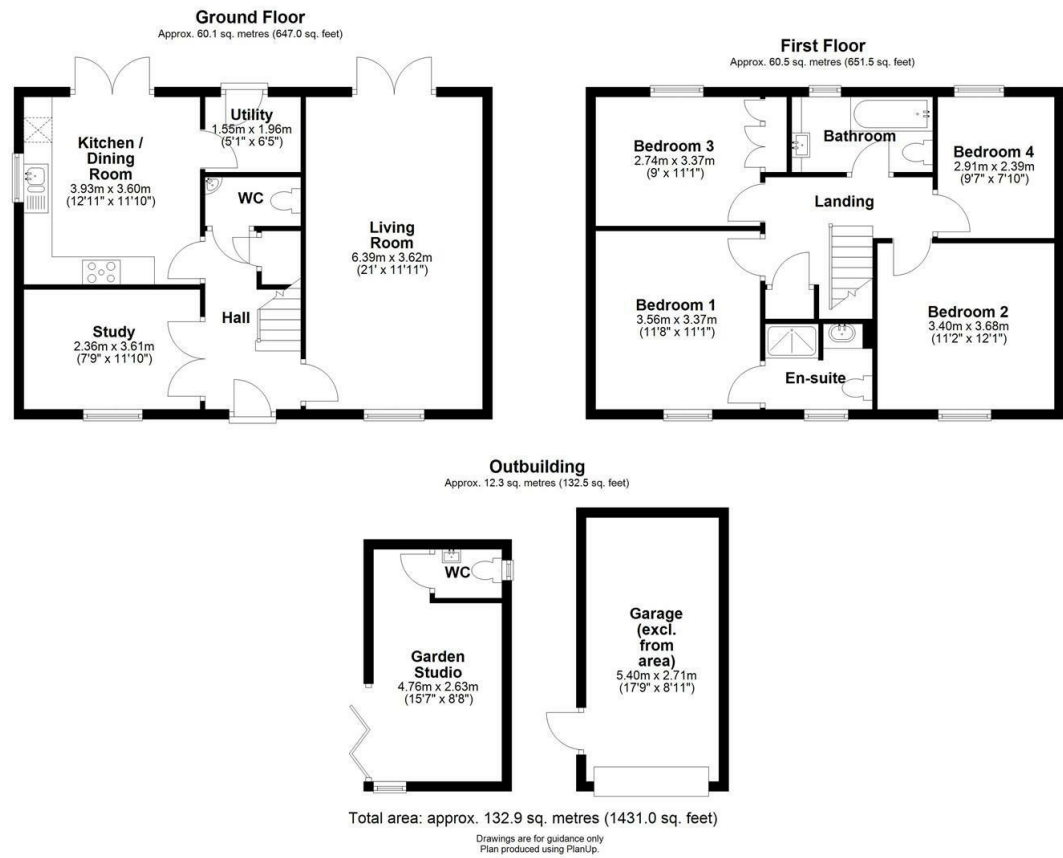 Ground Floor
Approx. 60.1 sq. metres (647.0 sq. feet)
Kitchen /
Dining
Room
3.93m x 3.60m
(12'11" x 11'10")
Utility
1.55m x 1.96m
(5'1" x 6'5")
WC
Living
Room
6.39m x 3.62m
(21' x 11'11")
Study
2.36m x 3.61m
(7'9" x 11'10")
Hall
First Floor
Approx. 60.5 sq. metres (651.5 sq. feet)
Bedroom 3
2.74m x 3.37m
(9' x 11'1")
Bathroom
Bedroom 4
2.91m x 2.39m
(9'7" x 7'10")
Landing
Bedroom 1
3.56m x 3.37m
(11'8" x 11'1")
Bedroom 2
3.40m x 3.68m
(11'2" x 12'1")
En-suite
Outbuilding
Approx. 12.3 sq. metres (132.5 sq. feet)
WC
Garden
Studio
4.76m x 2.63m
(15'7" x 8'8")
Garage
(excl.
from
area)
5.40m x 2.71m
(17'9" x 8'11")
Total area: approx. 132.9 sq. metres (1431.0 sq. feet)
Drawings are for guidance only
Plan produced using PlanUp.